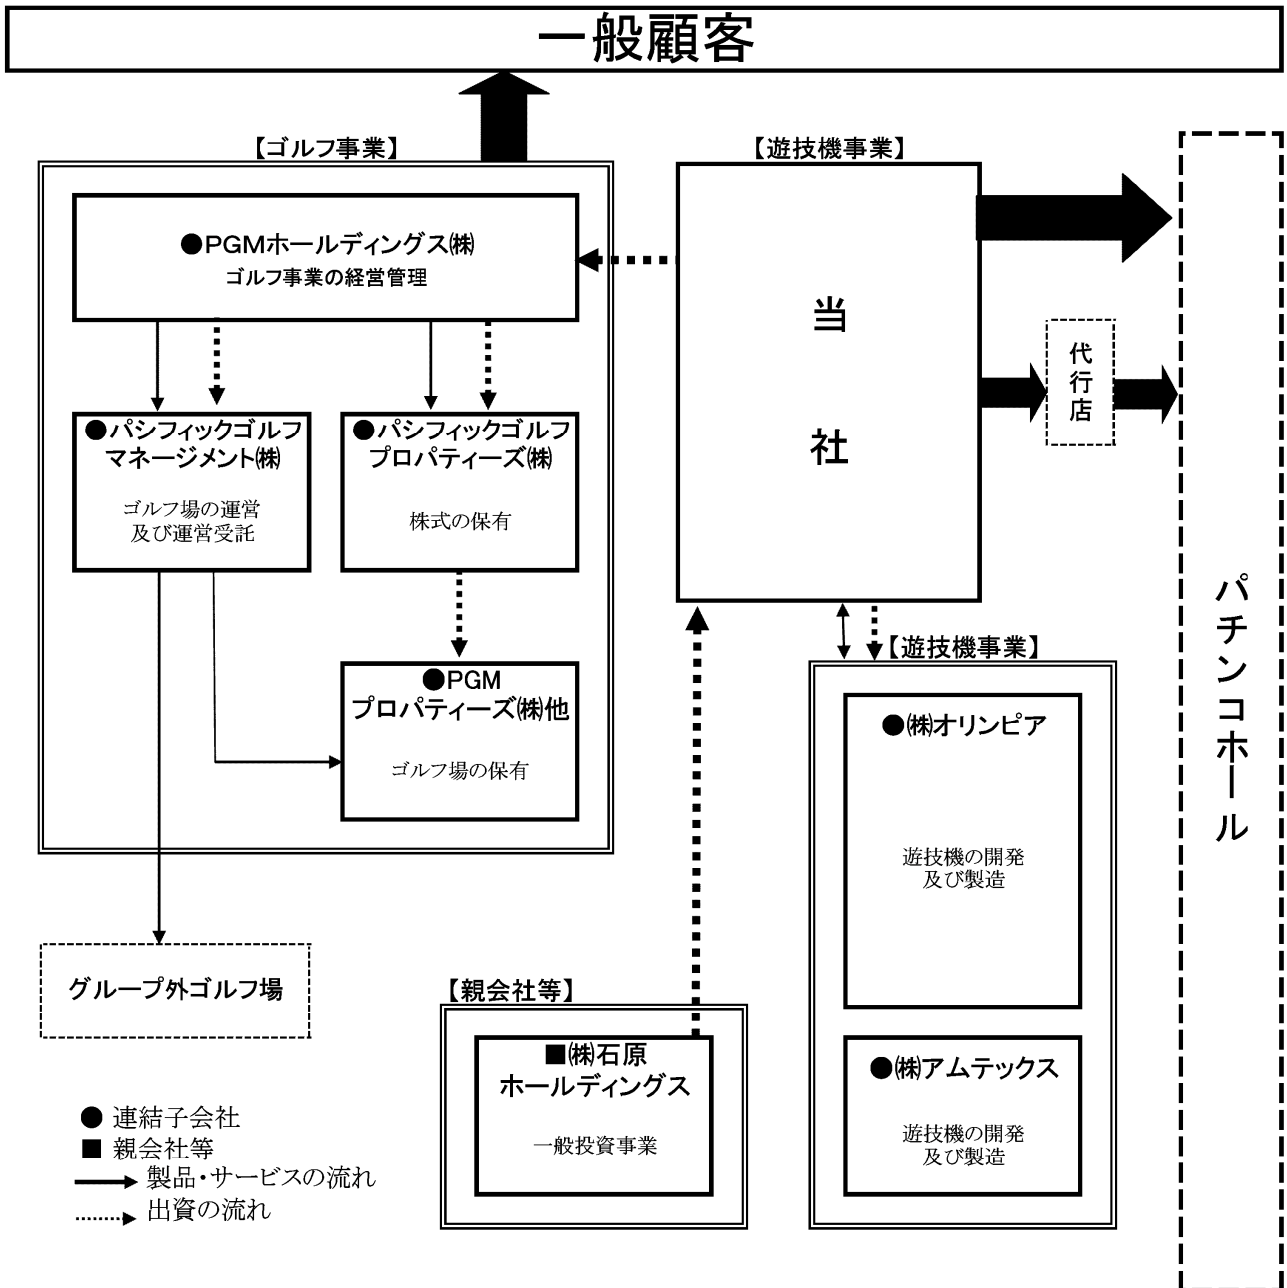 一般顧客
【ゴルフ事業】
●PGMホールディングス㈱
ゴルフ事業の経営管理
●パシフィックゴルフ
マネージメント㈱
ゴルフ場の運営
及び運営受託
●パシフィックゴルフ
プロパティーズ㈱
株式の保有
●PGM
プロパティーズ㈱他
ゴルフ場の保有
グループ外ゴルフ場
【遊技機事業】
当
社
代行店
パチンコホール
【遊技機事業】
●㈱オリンピア
遊技機の開発
及び製造
●㈱アムテックス
遊技機の開発
及び製造
【親会社等】
■㈱石原
ホールディングス
一般投資事業
● 連結子会社
■ 親会社等
製品・サービスの流れ
出資の流れ